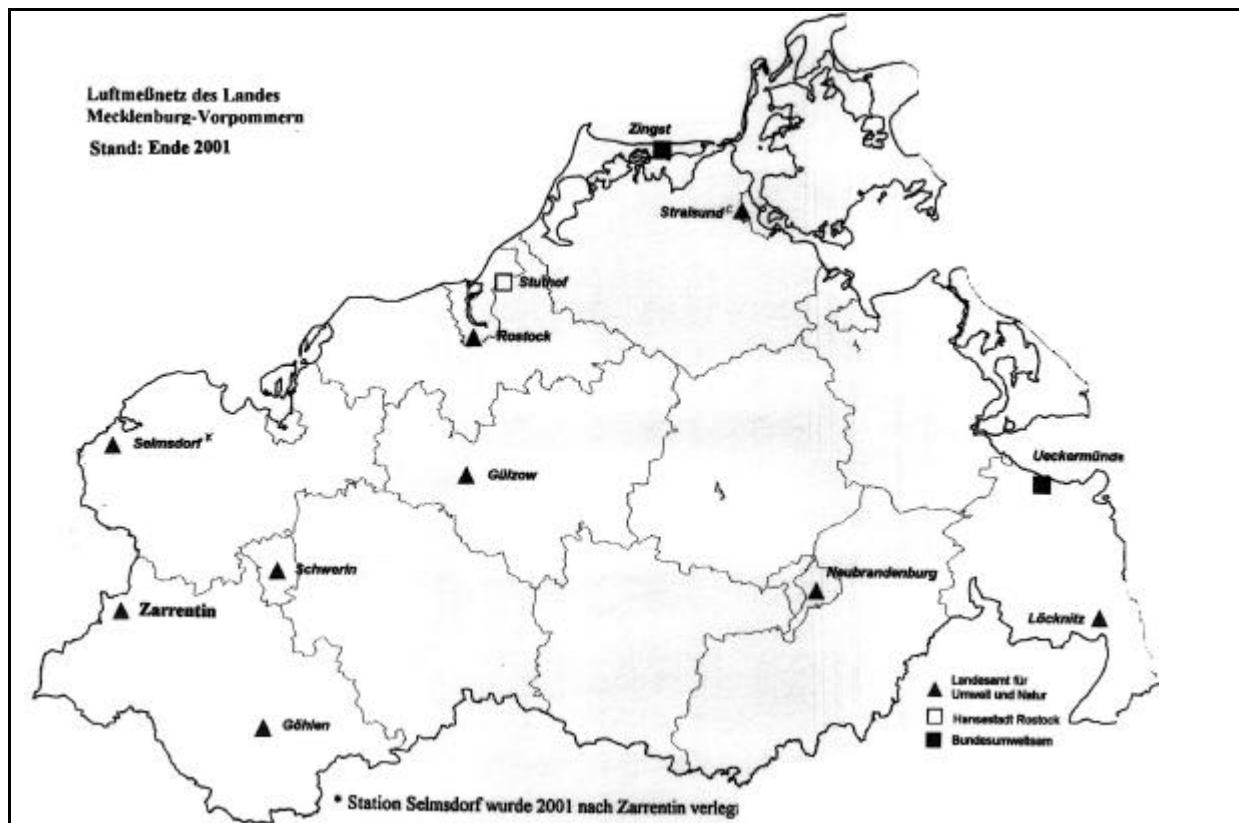 Luftmeßnetz des Landes
Mecklenburg-Vorpommern
Stand: Ende 2001
Zingst
Stralsund
Stuthof
Rostock
Selmsdorf
Gülzow
Ueckermünde
Schwerin
Neubrandenburg
Zarrentin
Löcknitz
Göhlen
Landesamt für
Umwelt und Natur
Hansestadt Rostock
Bundesumweltsam
* Station Selmsdorf wurde 2001 nach Zarrentin verleg